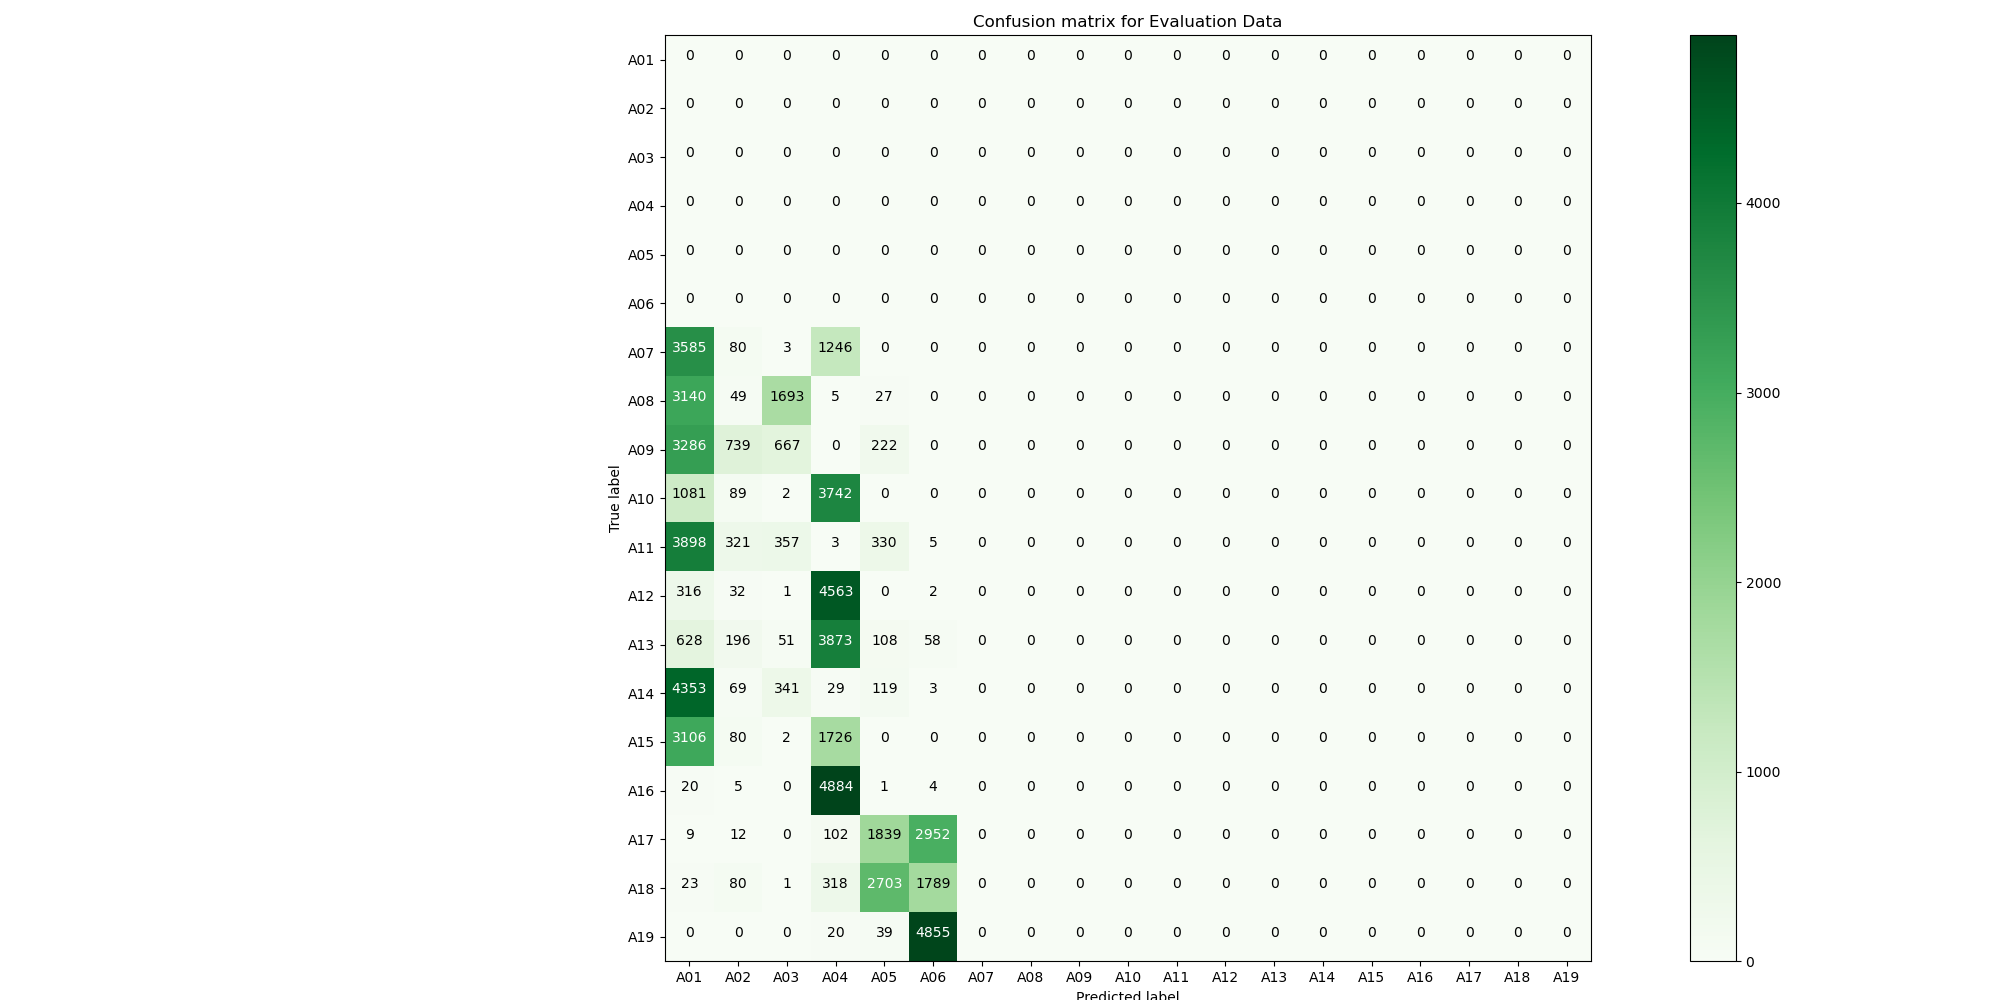 Confusion matrix for Evaluation Data
A01 0 0 0 0 0 0 0 0 0 0 0 0 0 0 0 0 0 0 0
A02 0 0 0 0 0 0 0 0 0 0 0 0 0 0 0 0 0 0 0
A03 0 0 0 0 0 0 0 0 0 0 0 0 0 0 0 0 0 0 0
A04 0 0 0 0 0 0 0 0 0 0 0 0 0 0 0 0 0 0 0
A05 0 0 0 0 0 0 0 0 0 0 0 0 0 0 0 0 0 0 0
A06 0 0 0 0 0 0 0 0 0 0 0 0 0 0 0 0 0 0 0
A07 3585 80 3 1246 0 0 0 0 0 0 0 0 0 0 0 0 0 0 0
A08 3140 49 1693 5 27 0 0 0 0 0 0 0 0 0 0 0 0 0 0
A09 3286 739 667 0 222 0 0 0 0 0 0 0 0 0 0 0 0 0 0
A10 1081 89 2 3742 0 0 0 0 0 0 0 0 0 0 0 0 0 0 0
A11 3898 321 357 3 330 5 0 0 0 0 0 0 0 0 0 0 0 0 0
A12 316 32 1 4563 0 2 0 0 0 0 0 0 0 0 0 0 0 0 0
A13 628 196 51 3873 108 58 0 0 0 0 0 0 0 0 0 0 0 0 0
A14 4353 69 341 29 119 3 0 0 0 0 0 0 0 0 0 0 0 0 0
A15 3106 80 2 1726 0 0 0 0 0 0 0 0 0 0 0 0 0 0 0
A16 20 5 0 4884 1 4 0 0 0 0 0 0 0 0 0 0 0 0 0
A17 9 12 0 102 1839 2952 0 0 0 0 0 0 0 0 0 0 0 0 0
A18 23 80 1 318 2703 1789 0 0 0 0 0 0 0 0 0 0 0 0 0
A19 0 0 0 20 39 4855 0 0 0 0 0 0 0 0 0 0 0 0 0
A01 A02 A03 A04 A05 A06 A07 A08 A09 A10 A11 A12 A13 A14 A15 A16 A17 A18 A19
Predicted label
True label
4000
3000
2000
1000
0